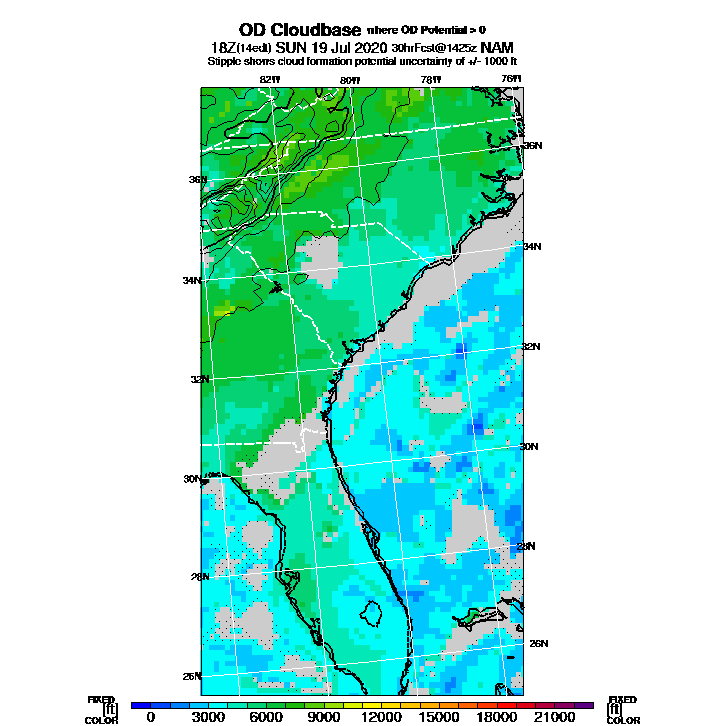 OD Cloudbase where OD Potential > 0
18Z(14edt) SUN 19 Jul 2020 30hrFcst@1425z NAM
Stipple shows cloud formation potential uncertainty of +/- 1000 ft
82W 80W 78W 76W
36N 36N
34N 34N
32N 32N
30N 30N
28N 28N
26N 26N
FIXED FIXED
[ft] [ft]
COLOR 0 3000 6000 9000 12000 15000 18000 21000 COLOR